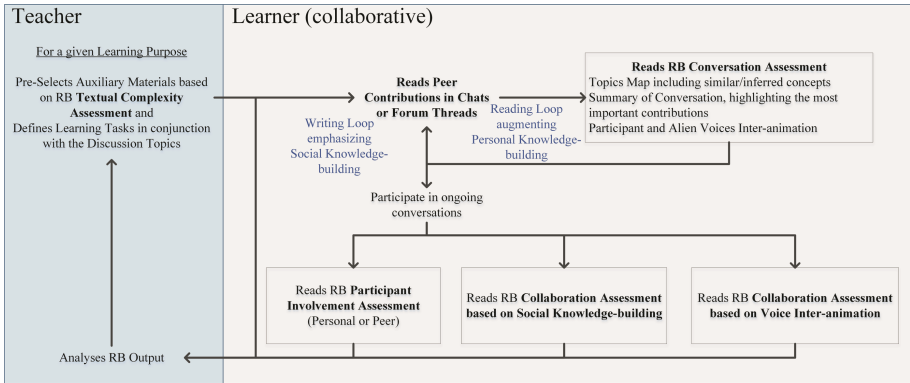 Teacher
For a given Learning Purpose
Pre-Selects Auxiliary Materials based
on RB Textual Complexity
Assessment and
Defines Learning Tasks in conjunction
with the Discussion Topics
Analyses RB Output
Learner (collaborative)
Reads Peer
Contributions in Chats
or Forum Threads
Writing Loop
emphasizing
Social Knowledge-
building
Reading Loop
augmenting
Personal Knowledge-
building
Reads RB Conversation Assessment
Topics Map including similar/inferred concepts
Summary of Conversation, highlighting the most
important contributions
Participant and Alien Voices Inter-animation
Participate in ongoing
conversations
Reads RB Participant
Involvement Assessment
(Personal or Peer)
Reads RB Collaboration Assessment
based on Social Knowledge-building
Reads RB Collaboration Assessment
based on Voice Inter-animation